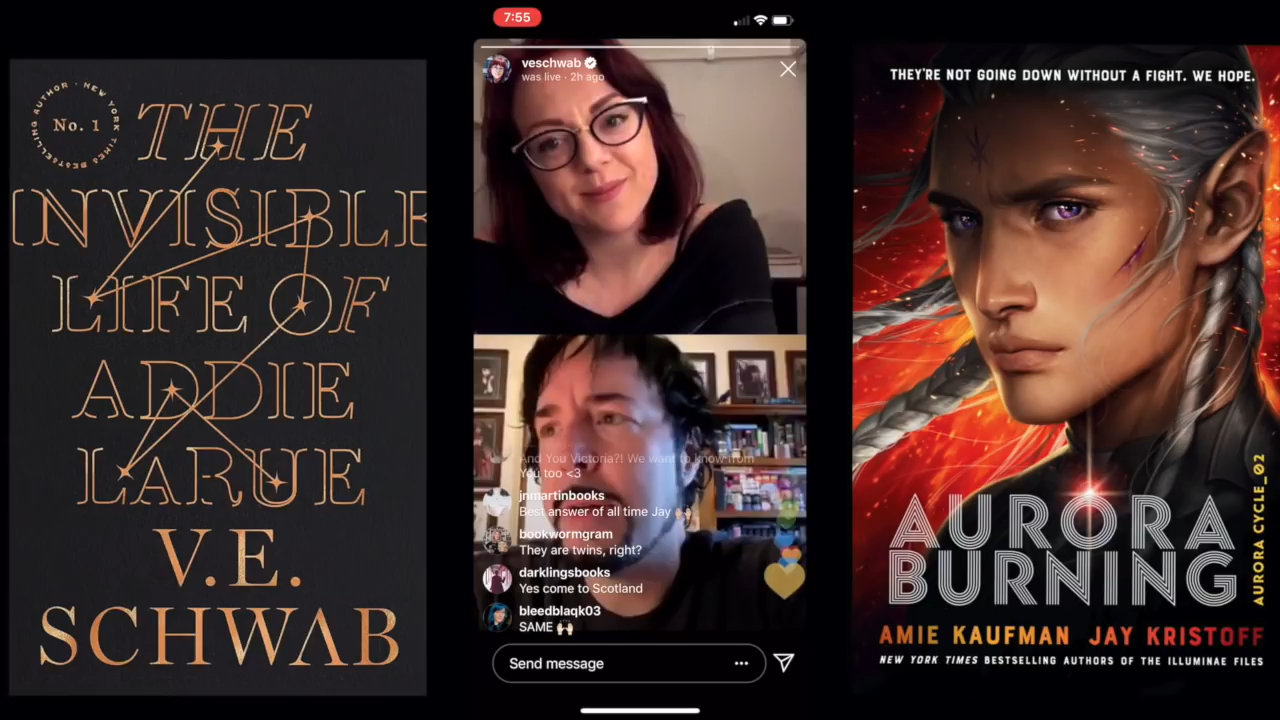 NEW YORK TIMES BESTSELLING AUTHOR
No. 1
THE
INVISIBLE
LIFE OF
ADDIE
LARUE
V.E.
SCHWAB
7:55
veschwab
was live · 2h ago
And You Victoria?! We want to know from
You too <3
jnmartinbooks
Best answer of all time Jay 🙌🏻
bookwormgram
They are twins, right?
darklingsbooks
Yes come to Scotland
bleedblaqk03
SAME 🙌🏻
Send message
THEY'RE NOT GOING DOWN WITHOUT A FIGHT. WE HOPE.
AURORA
BURNING
AURORA CYCLE_02
AMIE KAUFMAN JAY KRISTOFF
NEW YORK TIMES BESTSELLING AUTHORS OF THE ILLUMINAE FILES